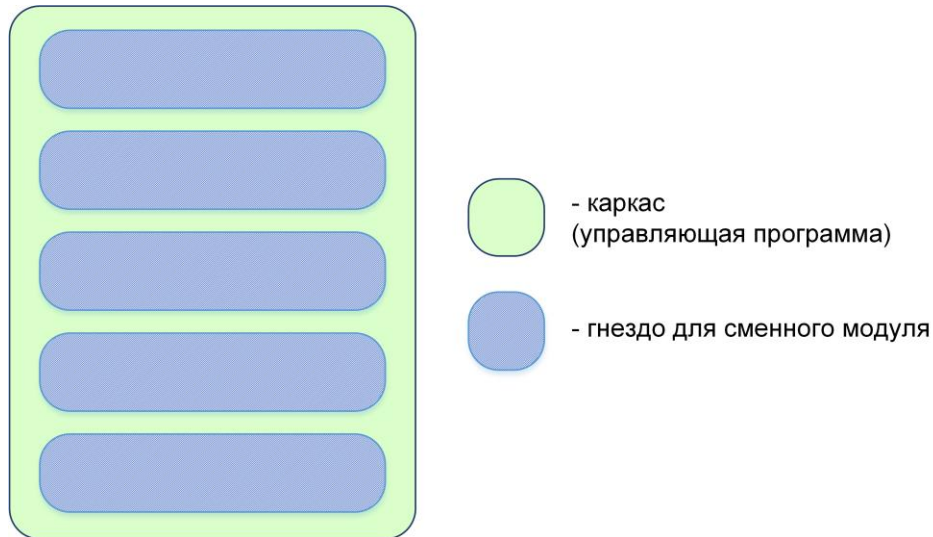 - каркас
(управляющая программа)
- гнездо для сменного модуля